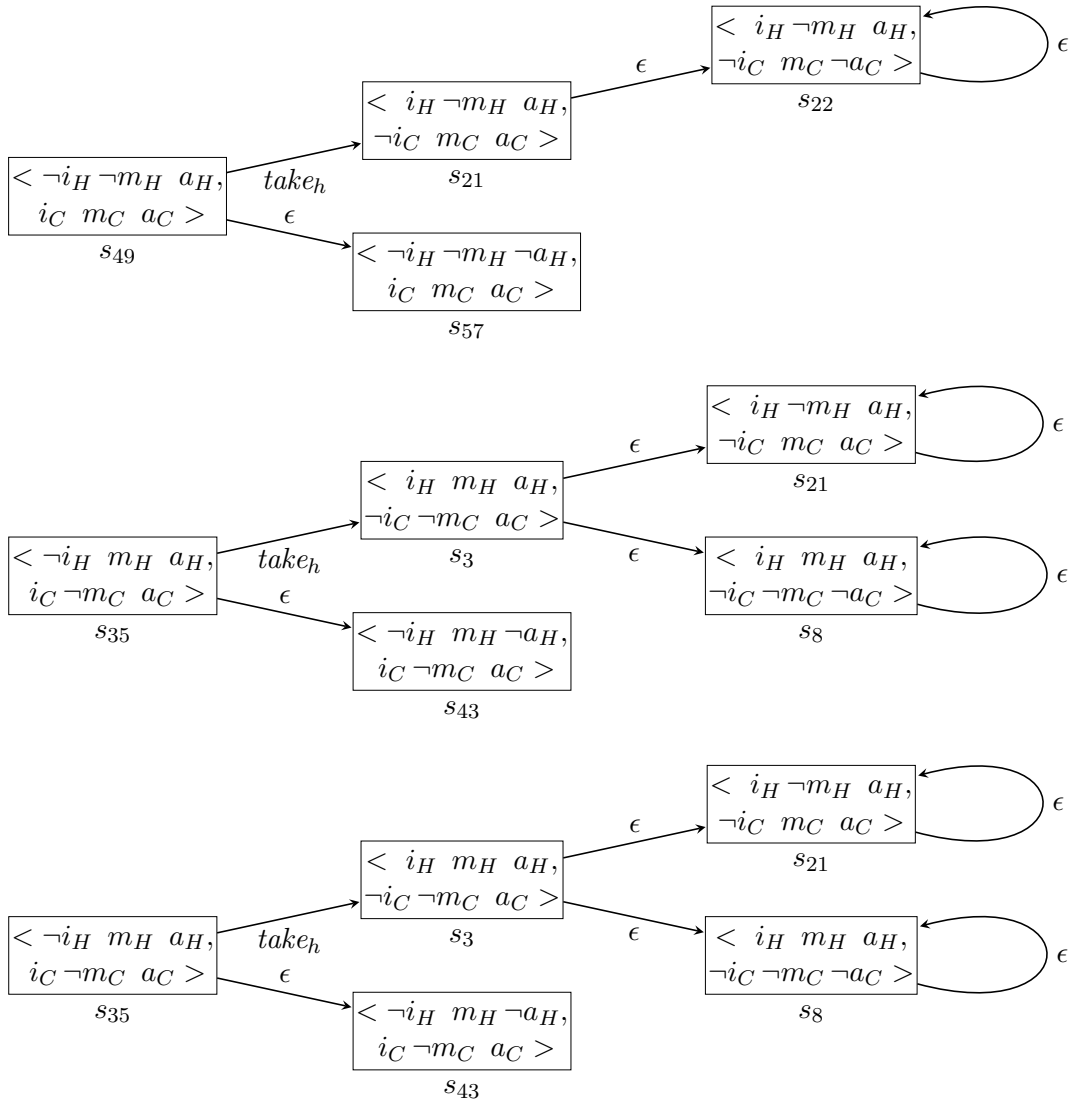 < i_H ¬m_H a_H,
¬i_C m_C ¬a_C >
s_22
ϵ
ϵ
< i_H ¬m_H a_H,
¬i_C m_C a_C >
s_21
take_h
< ¬i_H ¬m_H a_H,
i_C m_C a_C >
s_49
ϵ
< ¬i_H ¬m_H ¬a_H,
i_C m_C a_C >
s_57
< i_H ¬m_H a_H,
¬i_C m_C a_C >
s_21
ϵ
ϵ
< i_H m_H a_H,
¬i_C ¬m_C a_C >
s_3
take_h
ϵ
< i_H m_H a_H,
¬i_C ¬m_C ¬a_C >
s_8
ϵ
< ¬i_H m_H a_H,
i_C ¬m_C a_C >
s_35
ϵ
< ¬i_H m_H ¬a_H,
i_C ¬m_C a_C >
s_43
< i_H ¬m_H a_H,
¬i_C m_C a_C >
s_21
ϵ
ϵ
< i_H m_H a_H,
¬i_C ¬m_C a_C >
s_3
take_h
ϵ
< i_H m_H a_H,
¬i_C ¬m_C ¬a_C >
s_8
ϵ
< ¬i_H m_H a_H,
i_C ¬m_C a_C >
s_35
ϵ
< ¬i_H m_H ¬a_H,
i_C ¬m_C a_C >
s_43